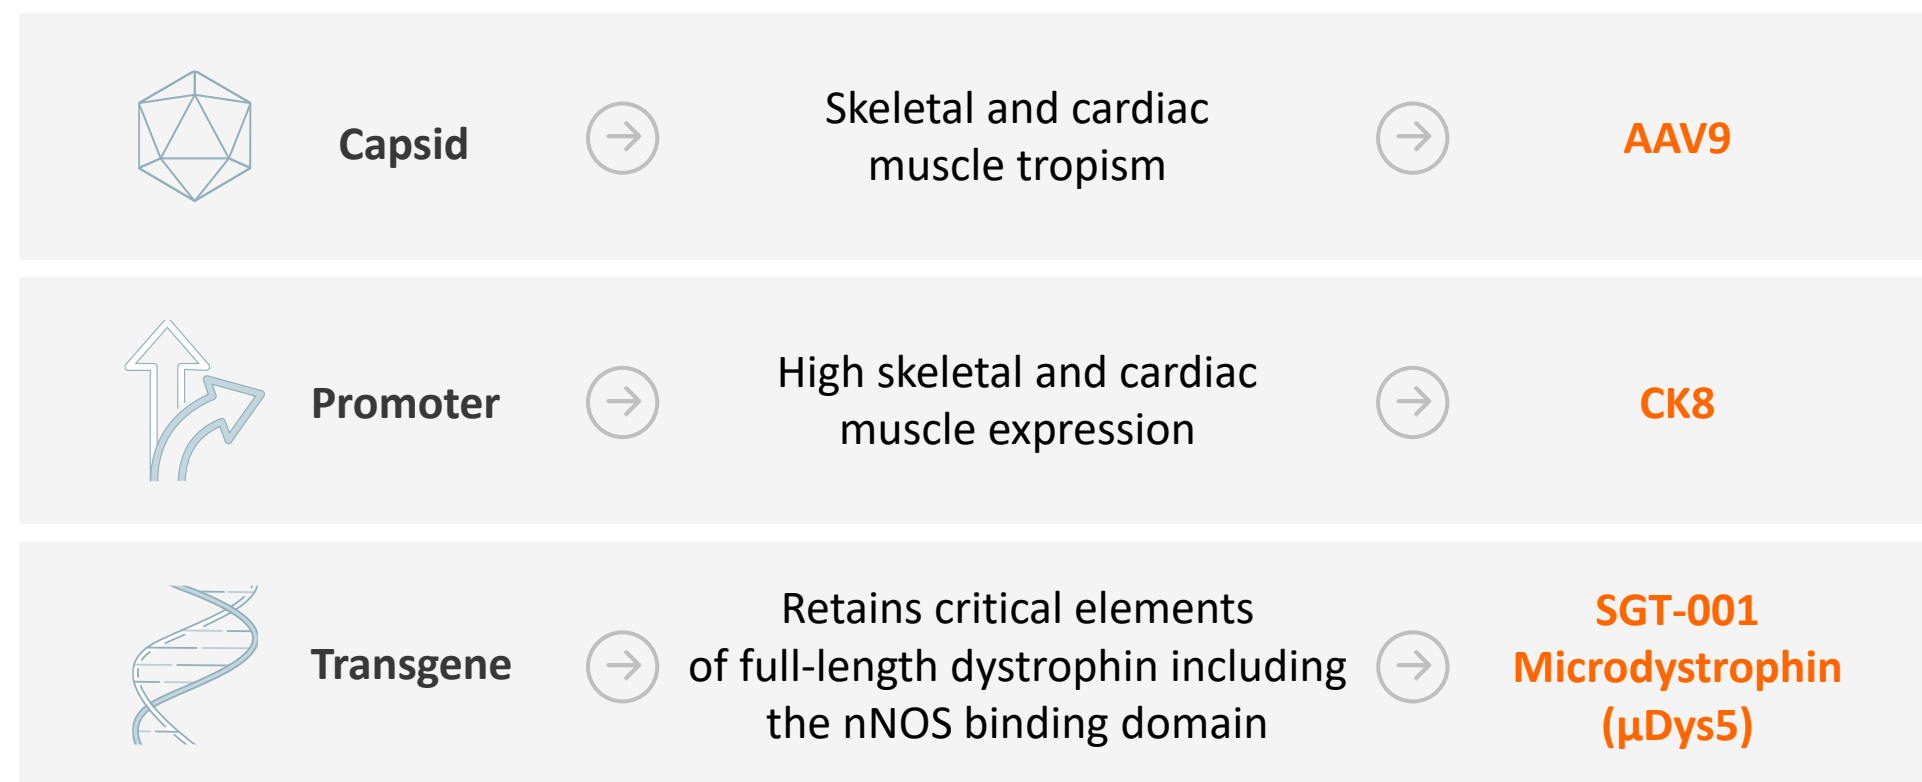 Capsid
Skeletal and cardiac
muscle tropism
AAV9
Promoter
High skeletal and cardiac
muscle expression
CK8
Transgene
Retains critical elements
of full-length dystrophin including
the nNOS binding domain
SGT-001
Microdystrophin
(μDys5)